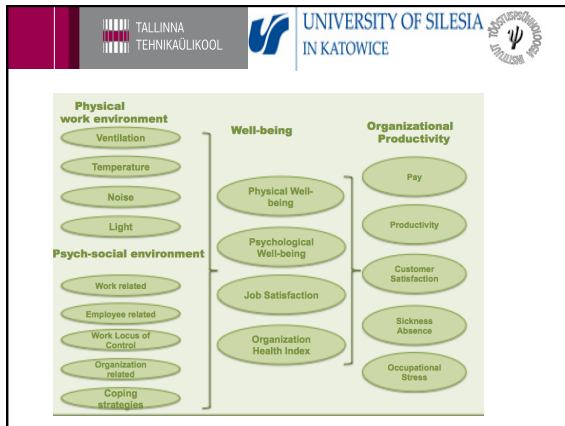 TALLINNA
TEHNIKAÜLIKOOL
UNIVERSITY OF SILESIA
IN KATOWICE
TÖÖSTUSPSÜHHOLOOGIA
INSTITUUT
Physical
work environment
Ventilation
Temperature
Noise
Light
Psych-social environment
Work related
Employee related
Work Locus of
Control
Organization
related
Coping
strategies
Well-being
Physical Well-
being
Psychological
Well-being
Job Satisfaction
Organization
Health Index
Organizational
Productivity
Pay
Productivity
Customer
Satisfaction
Sickness
Absence
Occupational
Stress